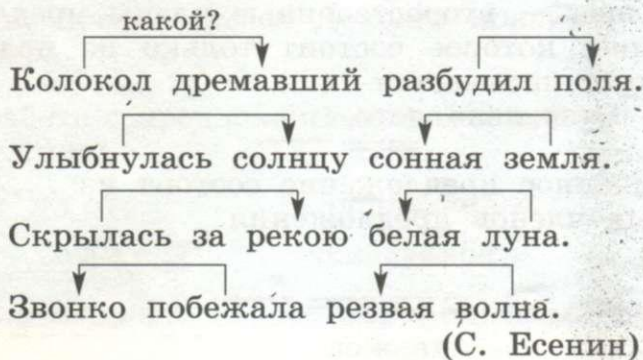 какой?
Колокол дремавший разбудил поля.
Улыбнулась солнцу сонная земля.
Скрылась за рекою белая луна.
Звонко побежала резвая волна.
(С. Есенин)